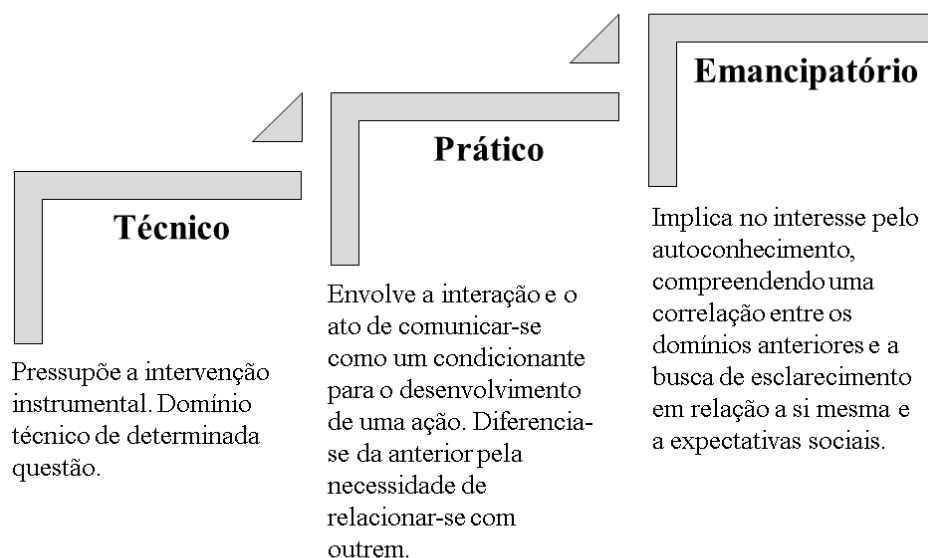 Técnico
Pressupõe a intervenção
instrumental. Domínio
técnico de determinada
questão.
Prático
Envolve a interação e o
ato de comunicar-se
como um condicionante
para o desenvolvimento
de uma ação. Diferencia-
se da anterior pela
necessidade de
relacionar-se com
outrem.
Emancipatório
Implica no interesse pelo
autoconhecimento,
compreendendo uma
correlação entre os
domínios anteriores e a
busca de esclarecimento
em relação a si mesma e
a expectativas sociais.